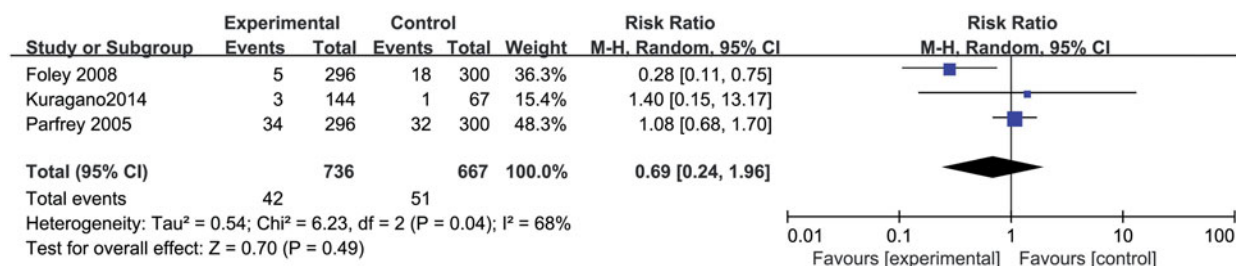 Experimental Control Risk Ratio Risk Ratio
Study or Subgroup Events Total Events Total Weight M-H, Random, 95% CI M-H, Random, 95% CI
Foley 2008 5 296 18 300 36.3% 0.28 [0.11, 0.75]
Kuragano2014 3 144 1 67 15.4% 1.40 [0.15, 13.17]
Parfrey 2005 34 296 32 300 48.3% 1.08 [0.68, 1.70]
Total (95% CI) 736 667 100.0% 0.69 [0.24, 1.96]
Total events 42 51
Heterogeneity: Tau² = 0.54; Chi² = 6.23, df = 2 (P = 0.04); I² = 68%
Test for overall effect: Z = 0.70 (P = 0.49)
0.01 0.1 1 10 100
Favours [experimental] Favours [control]